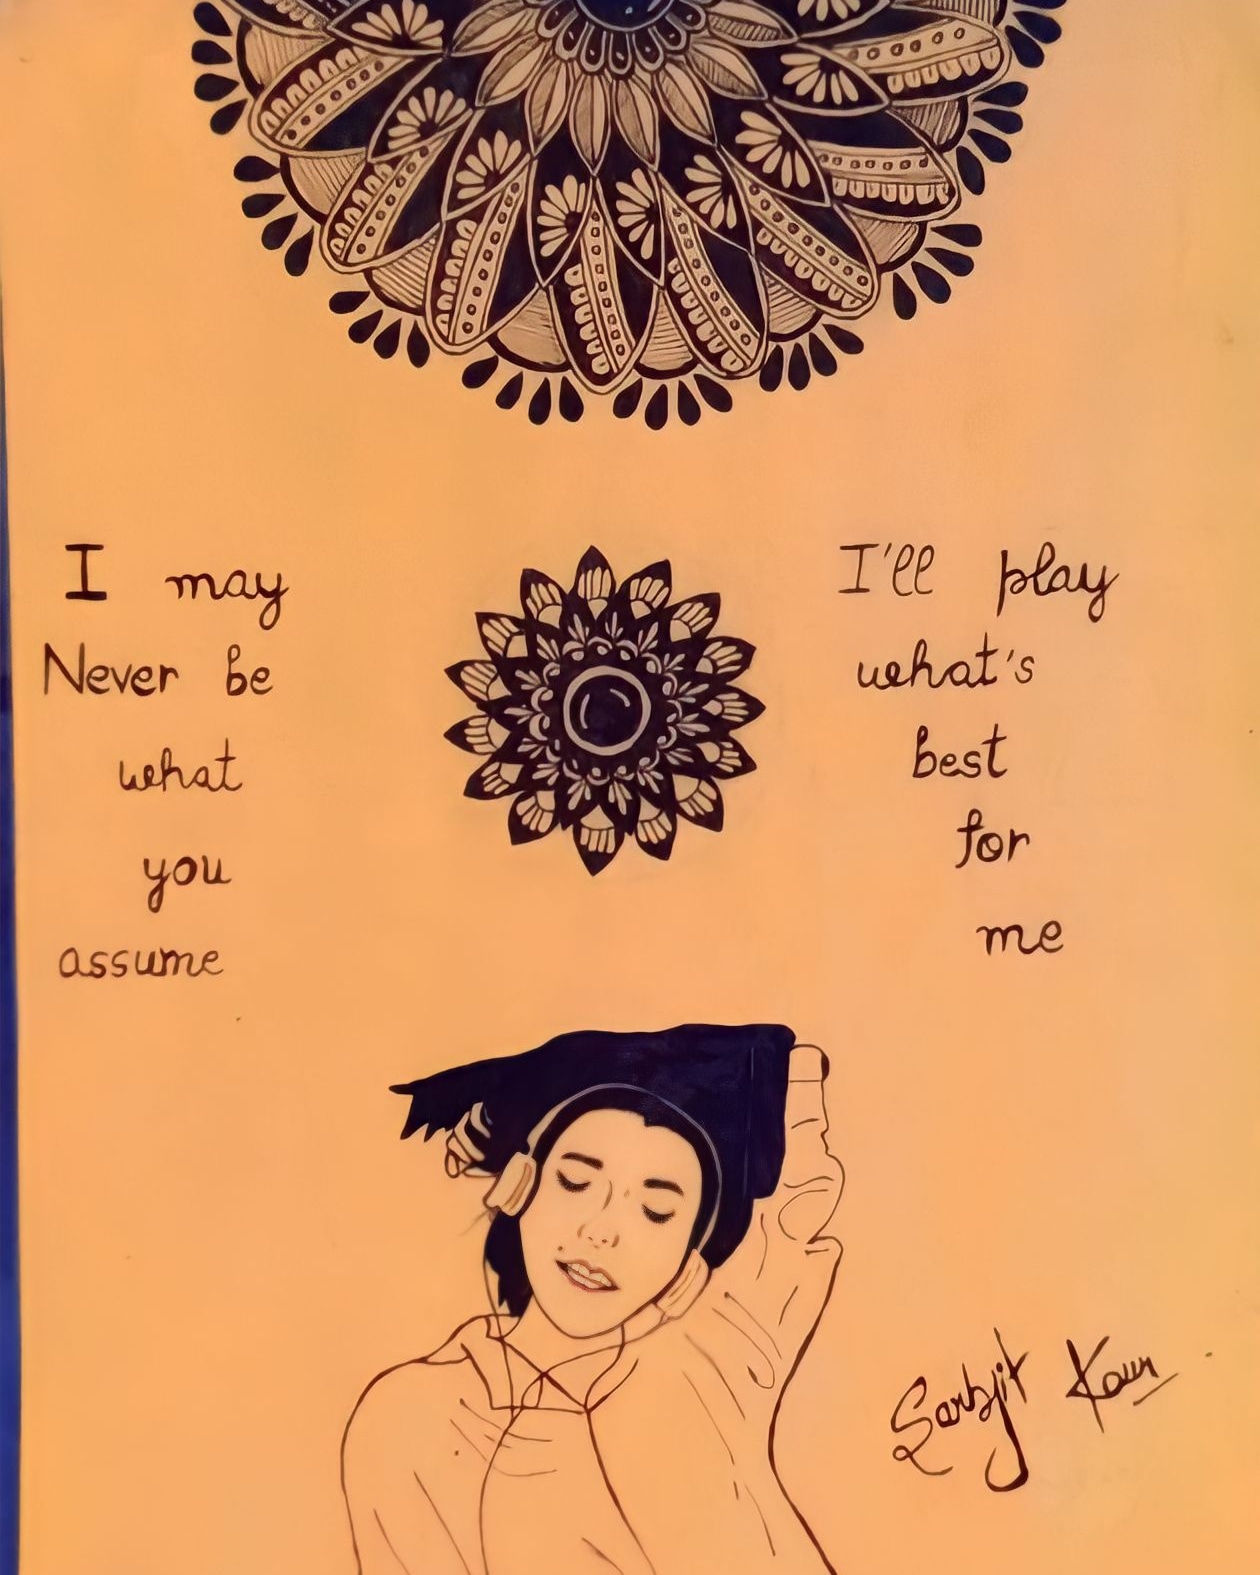 I may
Never be
what
you
assume
I'll play
what's
best
for
me
Sarbjit Kaur